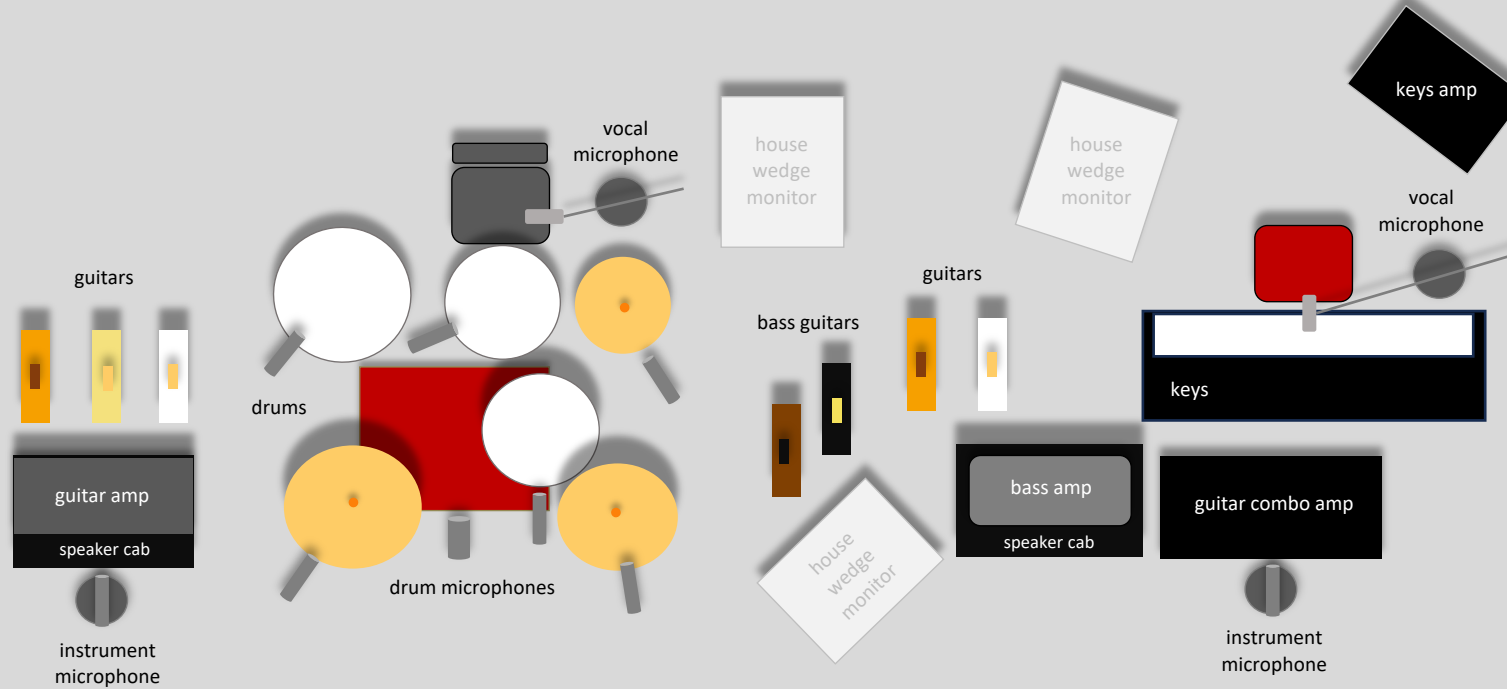 keys amp
vocal
microphone
house
wedge
monitor
house
wedge
monitor
vocal
microphone
guitars
guitars
bass guitars
keys
drums
guitar amp
speaker cab
bass amp
speaker cab
guitar combo amp
house
wedge
monitor
drum microphones
instrument
microphone
instrument
microphone